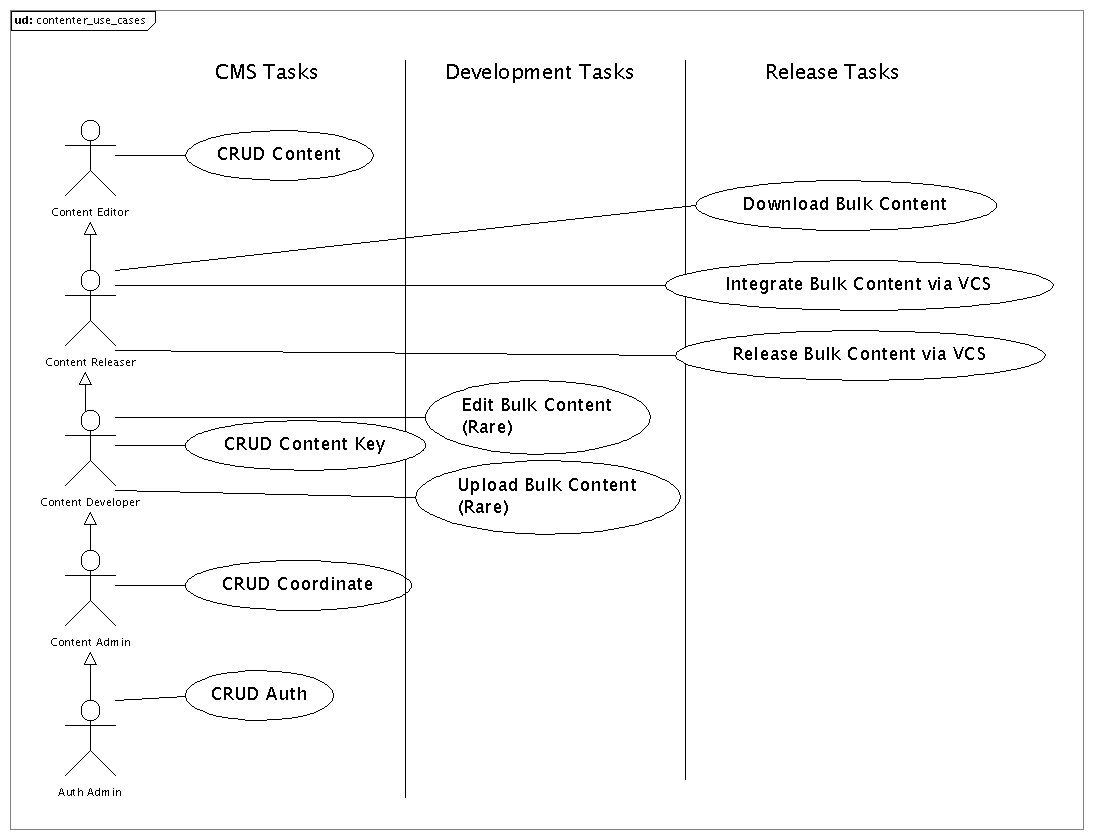 ud: contenter_use_cases
CMS Tasks
Development Tasks
Release Tasks
CRUD Content
Content Editor
Download Bulk Content
Integrate Bulk Content via VCS
Release Bulk Content via VCS
Content Releaser
Edit Bulk Content
(Rare)
CRUD Content Key
Upload Bulk Content
(Rare)
Content Developer
CRUD Coordinate
Content Admin
CRUD Auth
Auth Admin